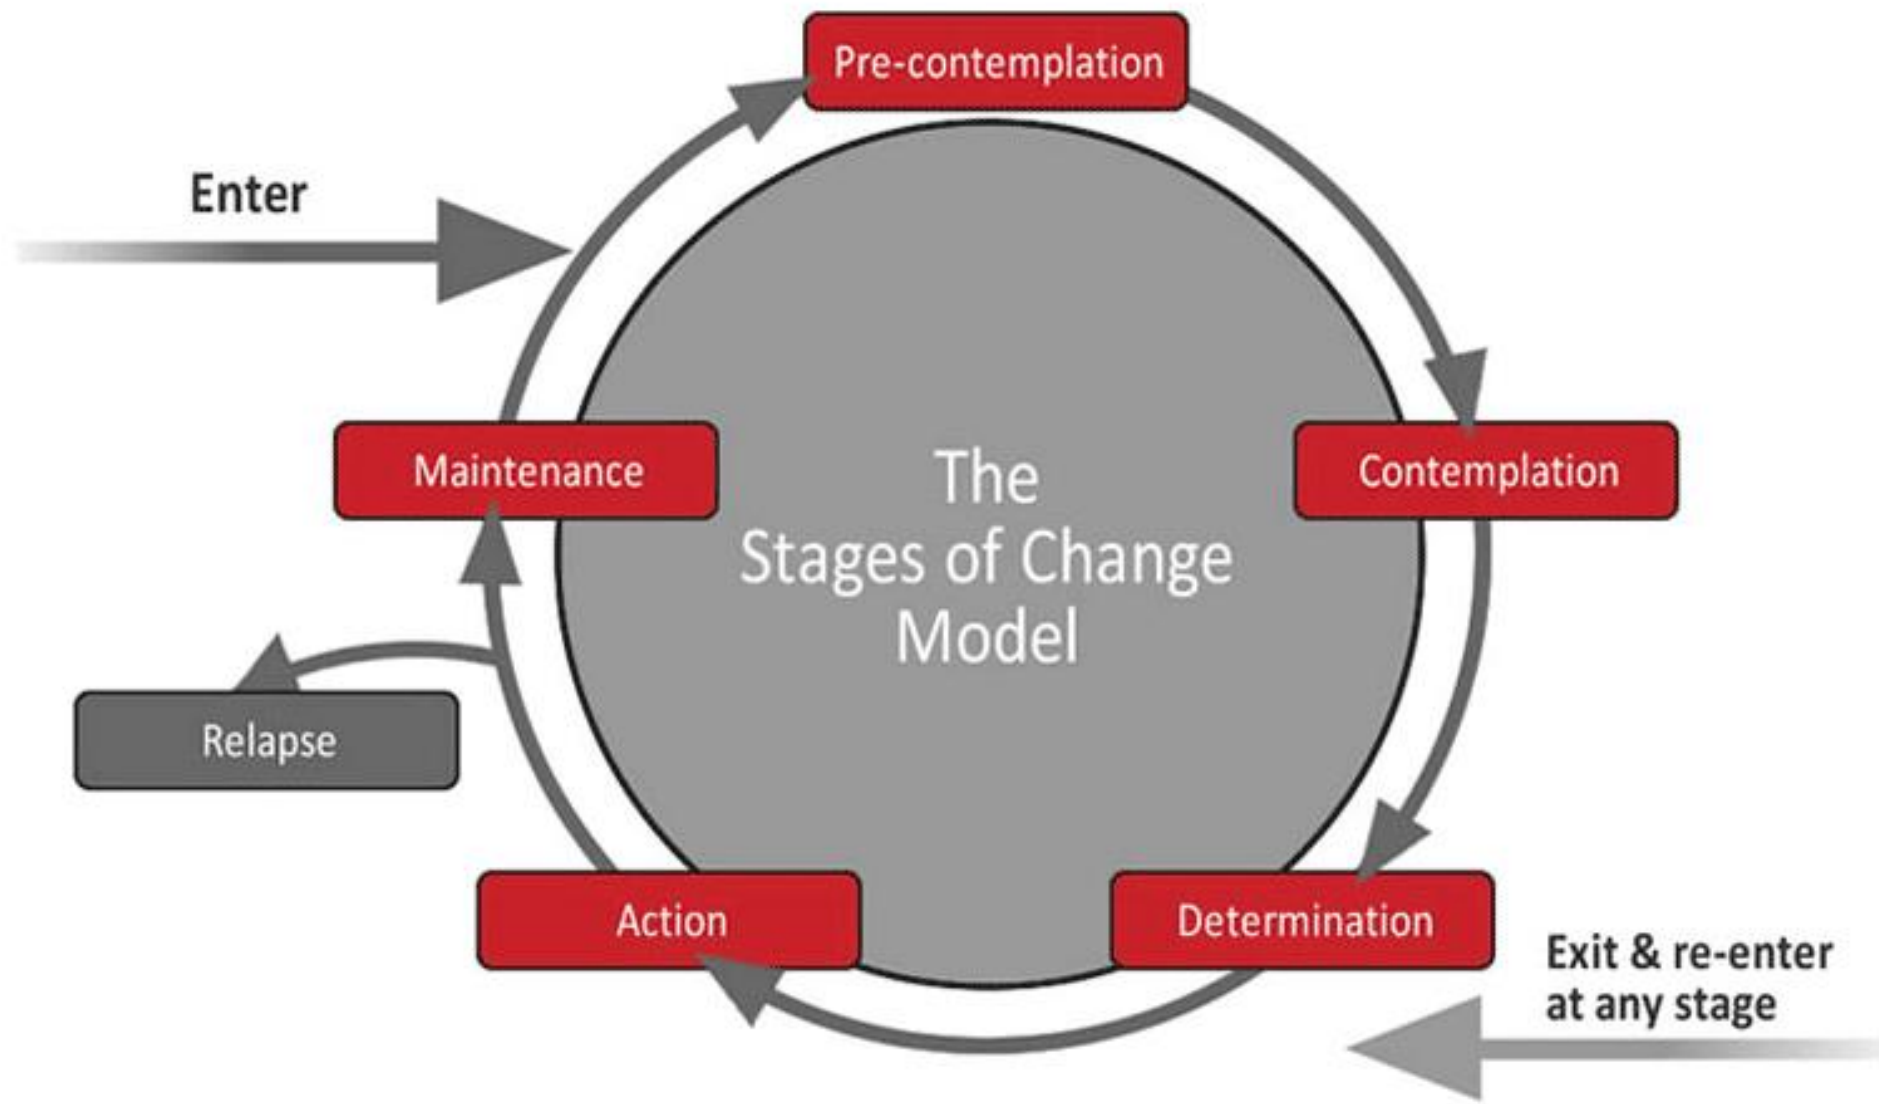 Pre-contemplation
Enter
Maintenance
The
Stages of Change
Model
Contemplation
Relapse
Action
Determination
Exit & re-enter
at any stage